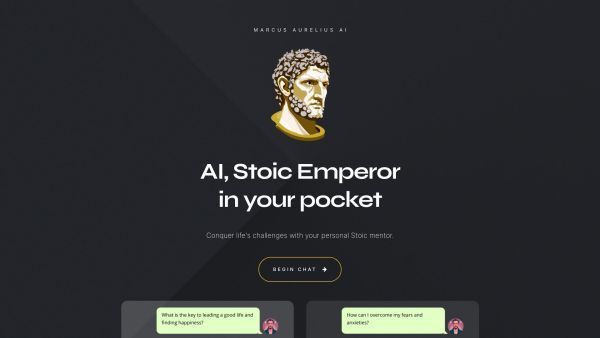 MARCUS AURELIUS AI
AI, Stoic Emperor
in your pocket
Conquer life's challenges with your personal Stoic mentor.
BEGIN CHAT
What is the key to leading a good life and
finding happiness?
How can I overcome my fears and
anxieties?